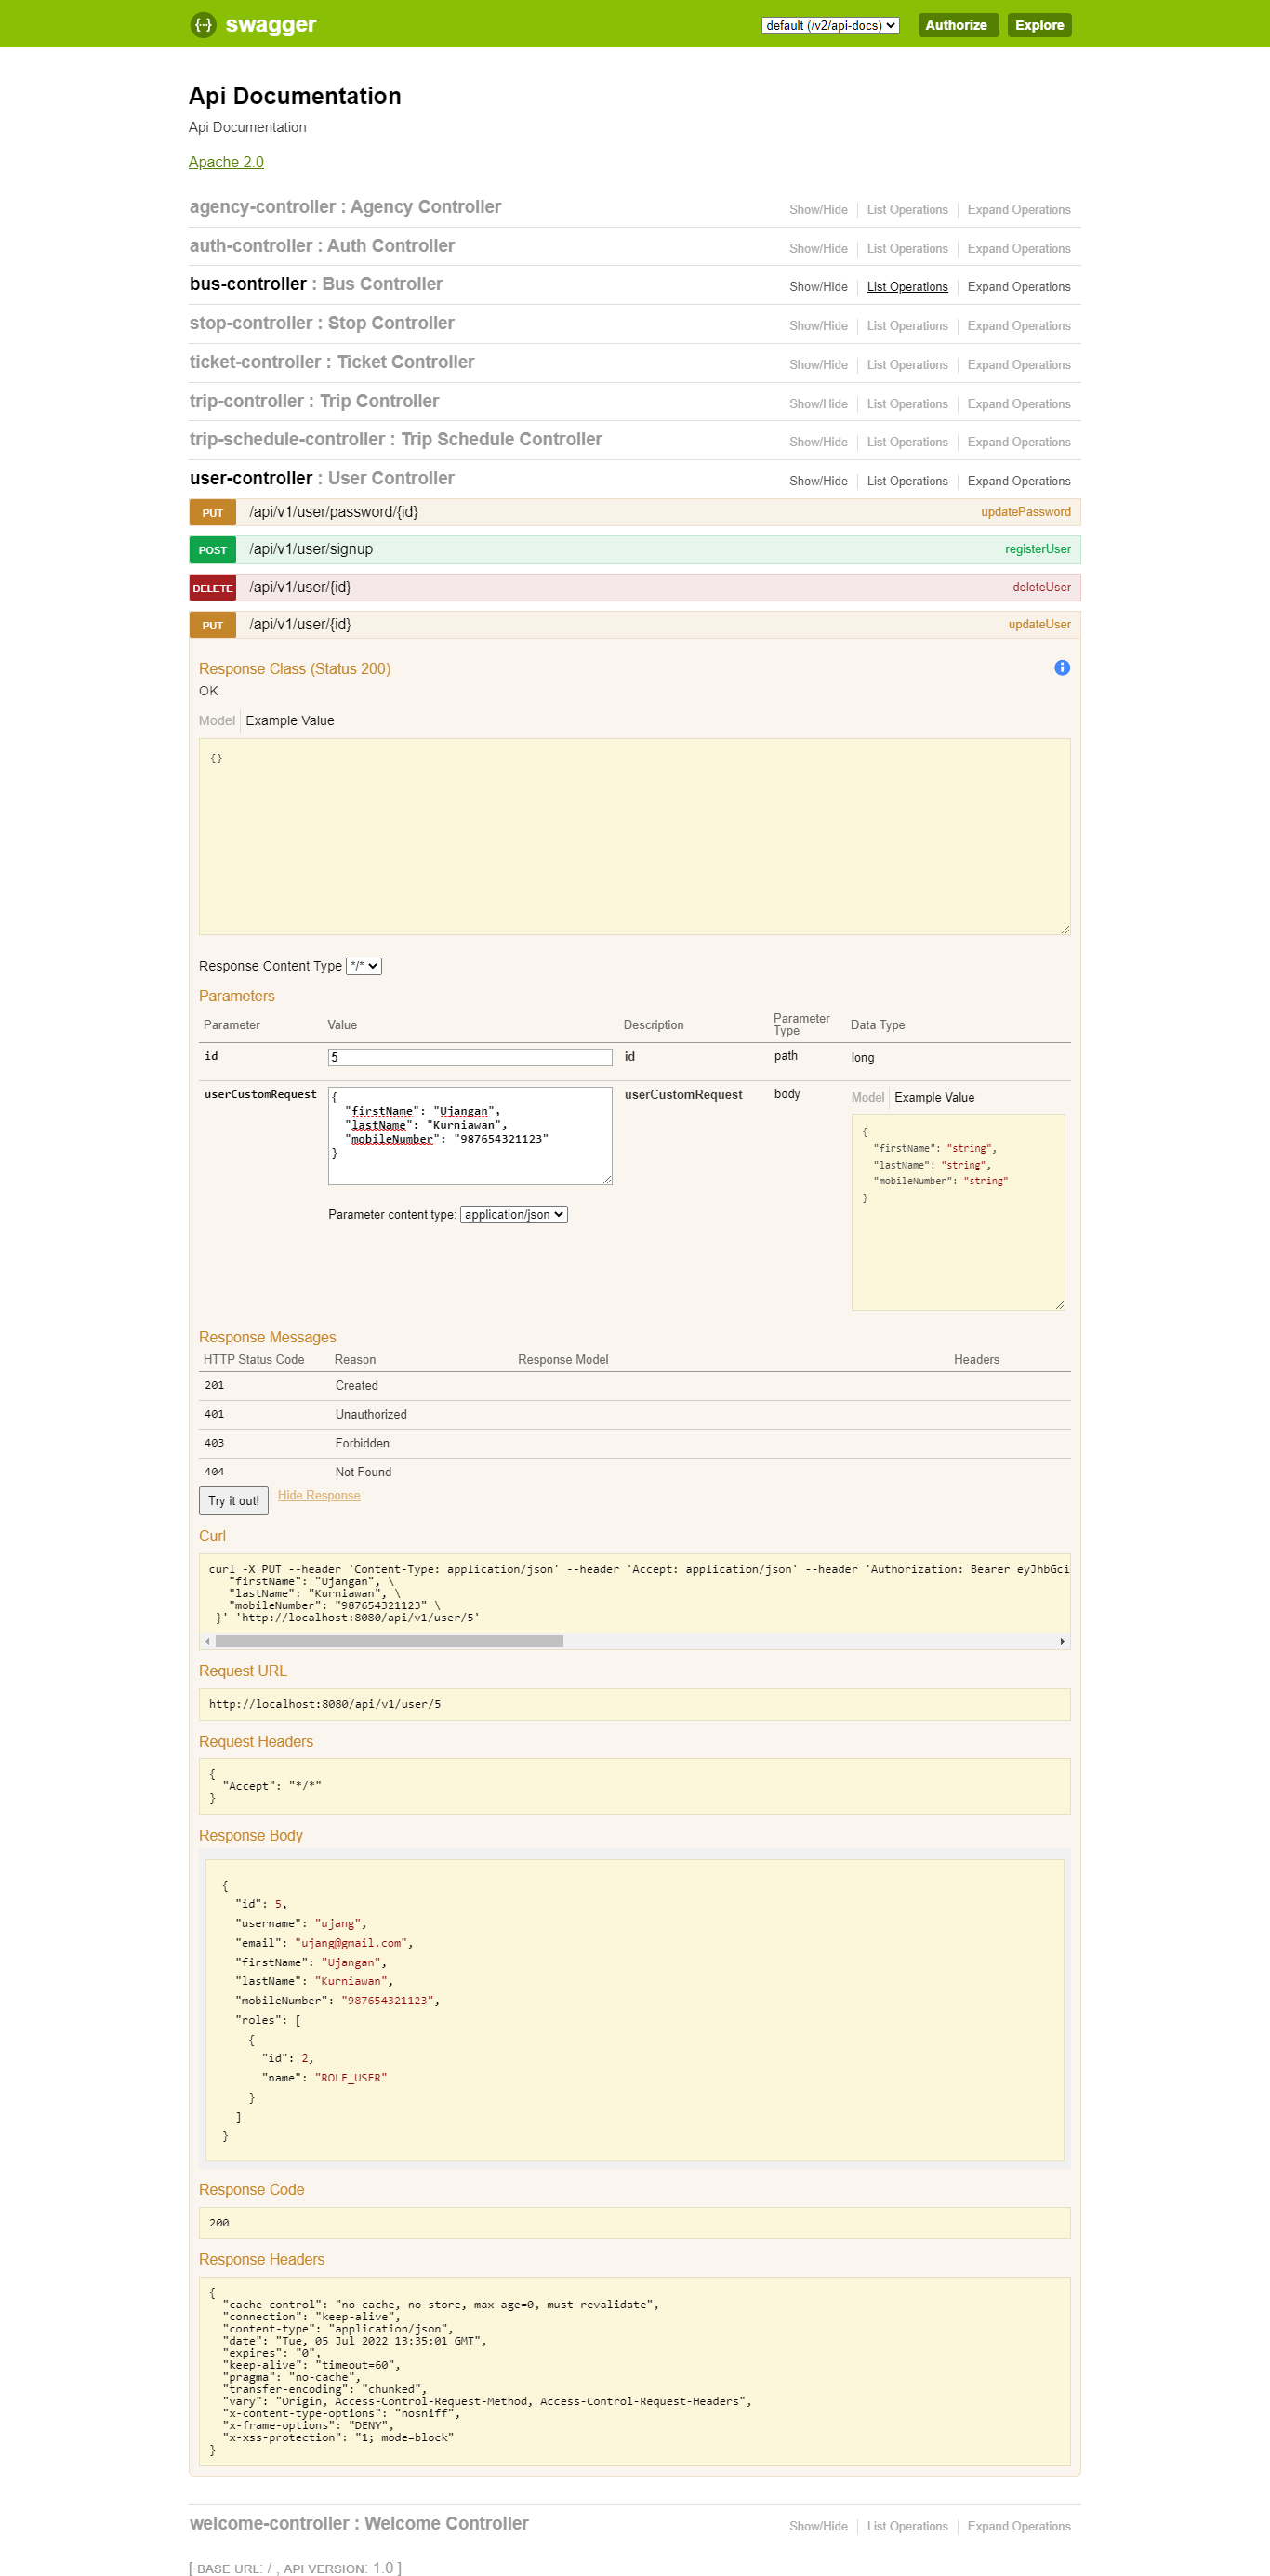 {···} swagger default (/v2/api-docs) Authorize Explore
Api Documentation
Api Documentation
Apache 2.0
agency-controller : Agency Controller Show/Hide List Operations Expand Operations
auth-controller : Auth Controller Show/Hide List Operations Expand Operations
bus-controller : Bus Controller Show/Hide List Operations Expand Operations
stop-controller : Stop Controller Show/Hide List Operations Expand Operations
ticket-controller : Ticket Controller Show/Hide List Operations Expand Operations
trip-controller : Trip Controller Show/Hide List Operations Expand Operations
trip-schedule-controller : Trip Schedule Controller Show/Hide List Operations Expand Operations
user-controller : User Controller Show/Hide List Operations Expand Operations
PUT /api/v1/user/password/{id} updatePassword
POST /api/v1/user/signup registerUser
DELETE /api/v1/user/{id} deleteUser
PUT /api/v1/user/{id} updateUser
Response Class (Status 200)
OK
Model Example Value
{}
Response Content Type */*
Parameters
Parameter Value Description Parameter Type Data Type
id 5 id path long
userCustomRequest
{
"firstName": "Ujangan",
"lastName": "Kurniawan",
"mobileNumber": "987654321123"
}
Parameter content type: application/json
userCustomRequest body
Model Example Value
{
"firstName": "string",
"lastName": "string",
"mobileNumber": "string"
}
Response Messages
HTTP Status Code Reason Response Model Headers
201 Created
401 Unauthorized
403 Forbidden
404 Not Found
Try it out! Hide Response
Curl
curl -X PUT --header 'Content-Type: application/json' --header 'Accept: application/json' --header 'Authorization: Bearer eyJhbGci
"firstName": "Ujangan", \
"lastName": "Kurniawan", \
"mobileNumber": "987654321123" \
}' 'http://localhost:8080/api/v1/user/5'
Request URL
http://localhost:8080/api/v1/user/5
Request Headers
{
"Accept": "*/*"
}
Response Body
{
"id": 5,
"username": "ujang",
"email": "ujang@gmail.com",
"firstName": "Ujangan",
"lastName": "Kurniawan",
"mobileNumber": "987654321123",
"roles": [
{
"id": 2,
"name": "ROLE_USER"
}
]
}
Response Code
200
Response Headers
{
"cache-control": "no-cache, no-store, max-age=0, must-revalidate",
"connection": "keep-alive",
"content-type": "application/json",
"date": "Tue, 05 Jul 2022 13:35:01 GMT",
"expires": "0",
"keep-alive": "timeout=60",
"pragma": "no-cache",
"transfer-encoding": "chunked",
"vary": "Origin, Access-Control-Request-Method, Access-Control-Request-Headers",
"x-content-type-options": "nosniff",
"x-frame-options": "DENY",
"x-xss-protection": "1; mode=block"
}
welcome-controller : Welcome Controller Show/Hide List Operations Expand Operations
[ BASE URL: / , API VERSION: 1.0 ]